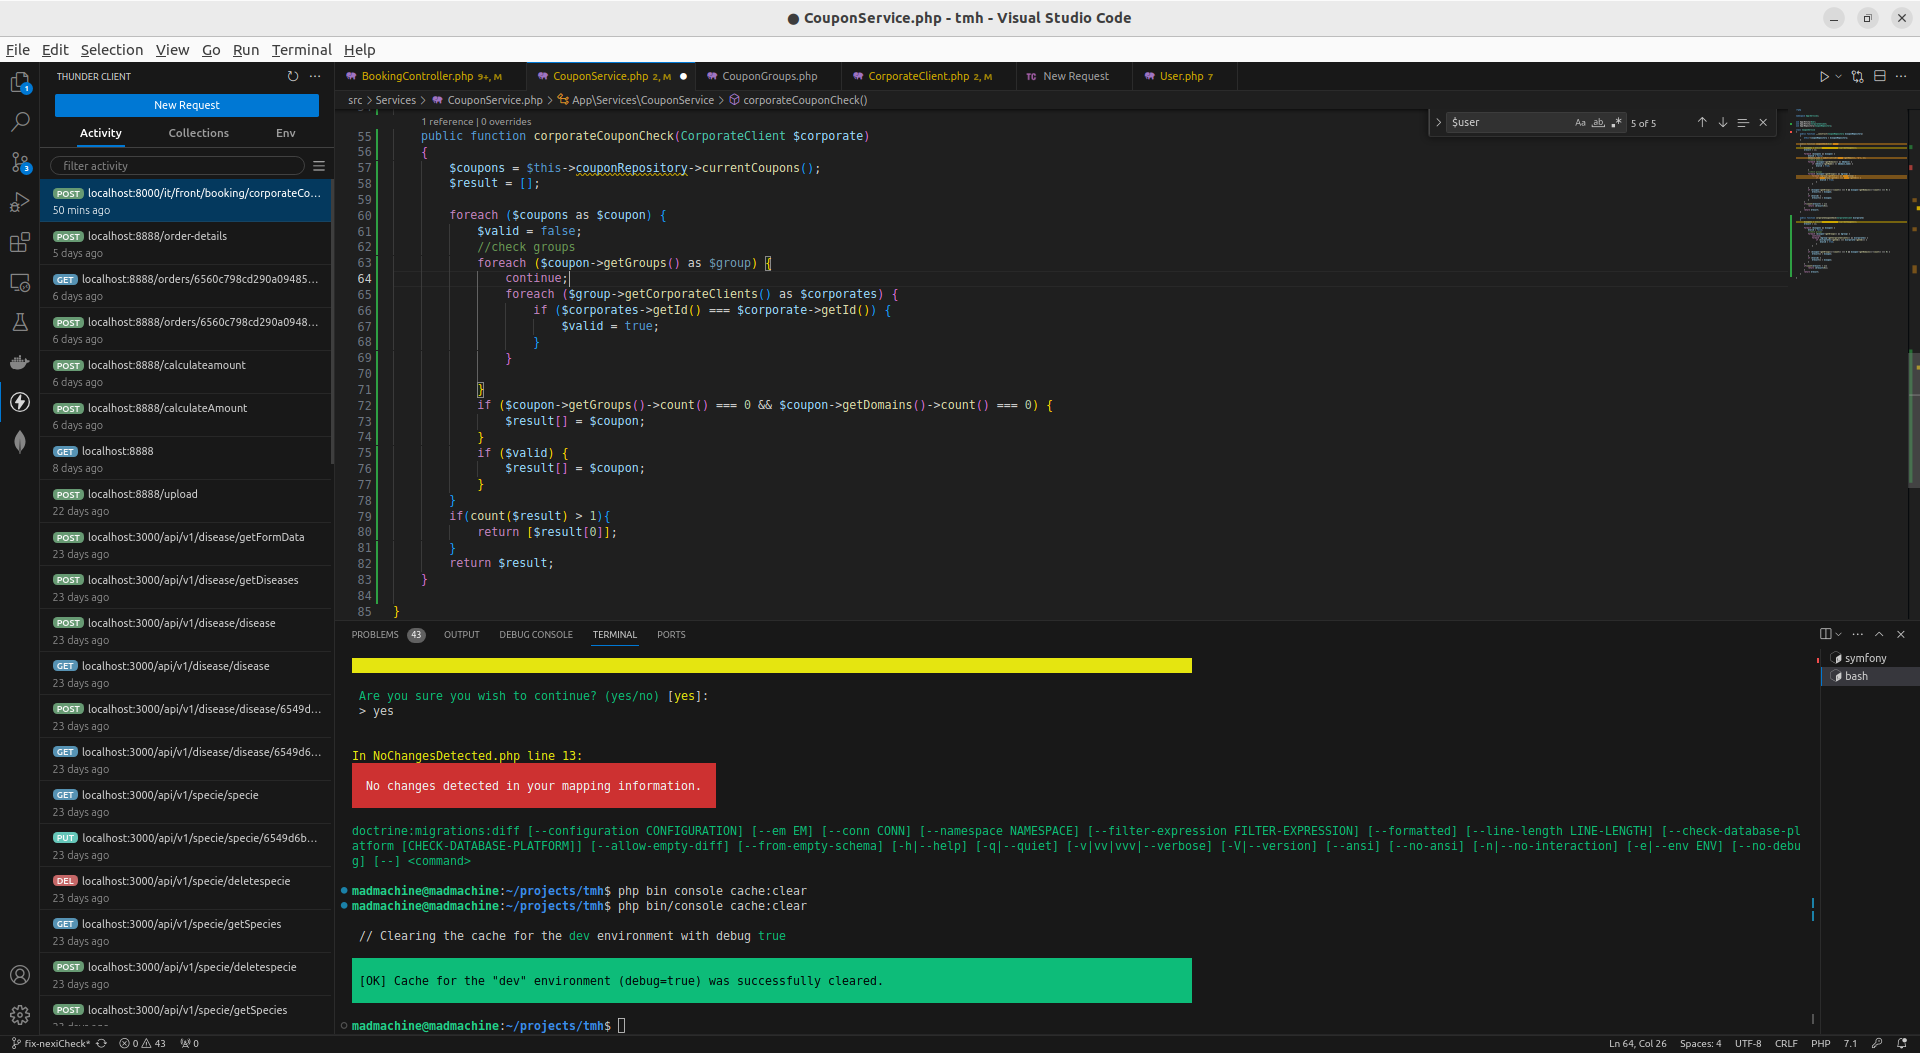 ● CouponService.php - tmh - Visual Studio Code
File Edit Selection View Go Run Terminal Help
THUNDER CLIENT
New Request
Activity Collections Env
filter activity
POST localhost:8000/it/front/booking/corporateCo...
50 mins ago
POST localhost:8888/order-details
5 days ago
GET localhost:8888/orders/6560c798cd290a09485...
6 days ago
POST localhost:8888/orders/6560c798cd290a0948...
6 days ago
POST localhost:8888/calculateamount
6 days ago
POST localhost:8888/calculateAmount
6 days ago
GET localhost:8888
8 days ago
POST localhost:8888/upload
22 days ago
POST localhost:3000/api/v1/disease/getFormData
23 days ago
POST localhost:3000/api/v1/disease/getDiseases
23 days ago
POST localhost:3000/api/v1/disease/disease
23 days ago
GET localhost:3000/api/v1/disease/disease
23 days ago
POST localhost:3000/api/v1/disease/disease/6549d...
23 days ago
GET localhost:3000/api/v1/disease/disease/6549d6...
23 days ago
GET localhost:3000/api/v1/specie/specie
23 days ago
PUT localhost:3000/api/v1/specie/specie/6549d6b...
23 days ago
DEL localhost:3000/api/v1/specie/deletespecie
23 days ago
GET localhost:3000/api/v1/specie/getSpecies
23 days ago
POST localhost:3000/api/v1/specie/deletespecie
23 days ago
POST localhost:3000/api/v1/specie/getSpecies
23 days ago
BookingController.php 9+, M CouponService.php 2, M ● CouponGroups.php CorporateClient.php 2, M TC New Request User.php 7
src > Services > CouponService.php > App\Services\CouponService > corporateCouponCheck()
$user Aa ab 5 of 5
1 reference | 0 overrides
55 public function corporateCouponCheck(CorporateClient $corporate)
56 {
57 $coupons = $this->couponRepository->currentCoupons();
58 $result = [];
59
60 foreach ($coupons as $coupon) {
61 $valid = false;
62 //check groups
63 foreach ($coupon->getGroups() as $group) {
64 continue;
65 foreach ($group->getCorporateClients() as $corporates) {
66 if ($corporates->getId() === $corporate->getId()) {
67 $valid = true;
68 }
69 }
70
71 }
72 if ($coupon->getGroups()->count() === 0 && $coupon->getDomains()->count() === 0) {
73 $result[] = $coupon;
74 }
75 if ($valid) {
76 $result[] = $coupon;
77 }
78 }
79 if(count($result) > 1){
80 return [$result[0]];
81 }
82 return $result;
83 }
84
85 }
PROBLEMS 43 OUTPUT DEBUG CONSOLE TERMINAL PORTS
symfony
bash
Are you sure you wish to continue? (yes/no) [yes]:
> yes
In NoChangesDetected.php line 13:
No changes detected in your mapping information.
doctrine:migrations:diff [--configuration CONFIGURATION] [--em EM] [--conn CONN] [--namespace NAMESPACE] [--filter-expression FILTER-EXPRESSION] [--formatted] [--line-length LINE-LENGTH] [--check-database-pl
atform [CHECK-DATABASE-PLATFORM]] [--allow-empty-diff] [--from-empty-schema] [-h|--help] [-q|--quiet] [-v|vv|vvv|--verbose] [-V|--version] [--ansi] [--no-ansi] [-n|--no-interaction] [-e|--env ENV] [--no-debu
g] [--] <command>
madmachine@madmachine:~/projects/tmh$ php bin console cache:clear
madmachine@madmachine:~/projects/tmh$ php bin/console cache:clear
// Clearing the cache for the dev environment with debug true
[OK] Cache for the "dev" environment (debug=true) was successfully cleared.
madmachine@madmachine:~/projects/tmh$
fix-nexiCheck* 0 43 0 Ln 64, Col 26 Spaces: 4 UTF-8 CRLF PHP 7.1